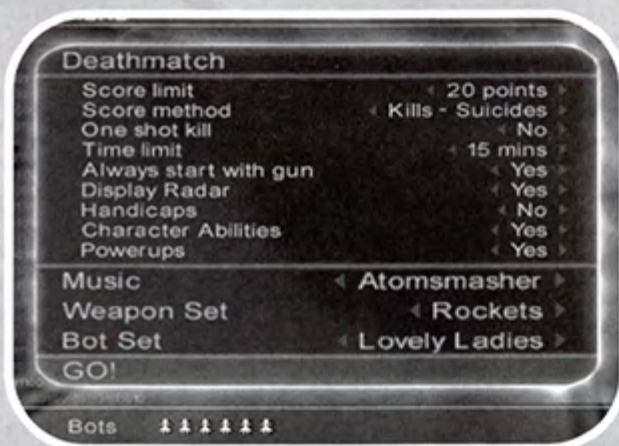 Deathmatch
Score limit 20 points
Score method Kills - Suicides
One shot kill No
Time limit 15 mins
Always start with gun Yes
Display Radar Yes
Handicaps No
Character Abilities Yes
Powerups Yes
Music Atomsmasher
Weapon Set Rockets
Bot Set Lovely Ladies
GO!
Bots